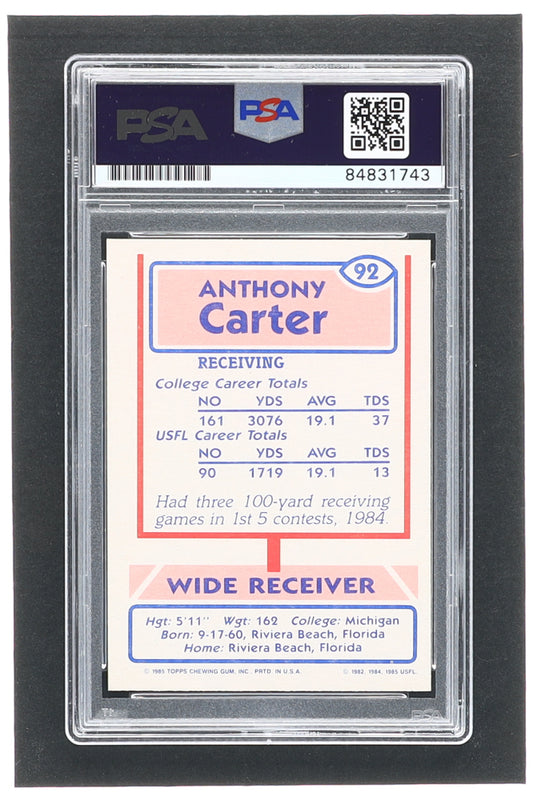 PSA
PSA
84831743
92
ANTHONY
Carter
RECEIVING
College Career Totals
NO YDS AVG TDS
161 3076 19.1 37
USFL Career Totals
NO YDS AVG TDS
90 1719 19.1 13
Had three 100-yard receiving
games in 1st 5 contests, 1984.
WIDE RECEIVER
Hgt: 5'11" Wgt: 162 College: Michigan
Born: 9-17-60, Riviera Beach, Florida
Home: Riviera Beach, Florida
© 1985 TOPPS CHEWING GUM, INC. PRTD. IN U.S.A. © 1982, 1984, 1985 USFL.
PSA